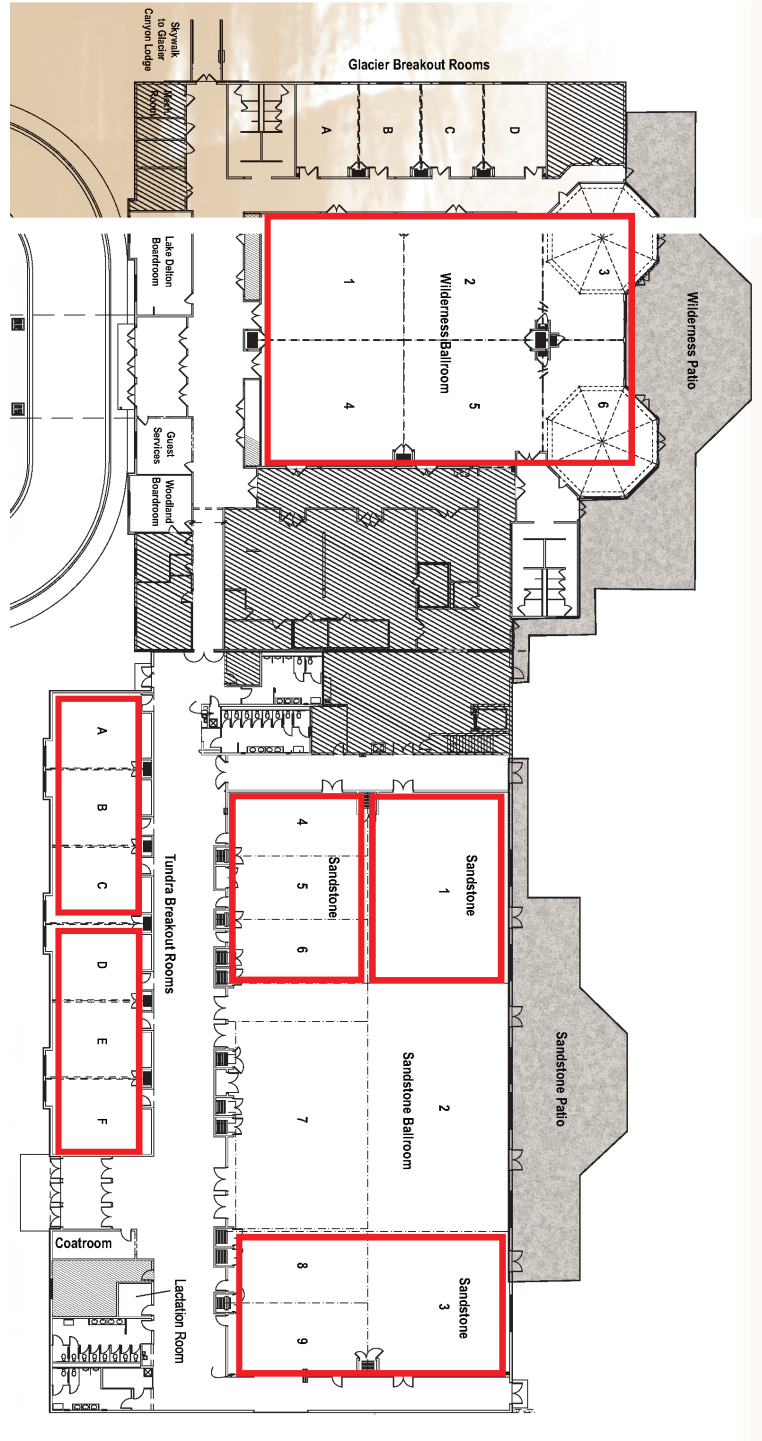 Skywalk
to Glacier
Canyon Lodge
Glacier Breakout Rooms
A
B
C
D
Lake Delton
Boardroom
1
2
3
Wilderness Ballroom
Wilderness Patio
4
5
6
Guest
Services
Woodland
Boardroom
A
B
C
D
E
F
Tundra Breakout Rooms
4
5
6
Sandstone
Sandstone
1
Sandstone Ballroom
2
7
Sandstone Patio
8
9
Sandstone
3
Coatroom
Lactation Room